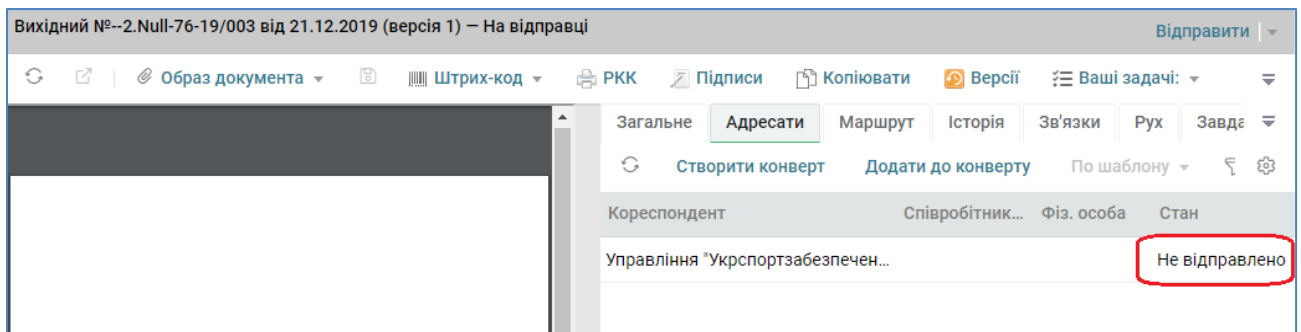 Вихідний №--2.Null-76-19/003 від 21.12.2019 (версія 1) — На відправці
Відправити
Образ документа Штрих-код РКК Підписи Копіювати Версії Ваші задачі:
Загальне Адресати Маршрут Історія Зв'язки Рух Завда
Створити конверт Додати до конверту По шаблону
Кореспондент Співробітник... Фіз. особа Стан
Управління "Укрспортзабезпечен... Не відправлено